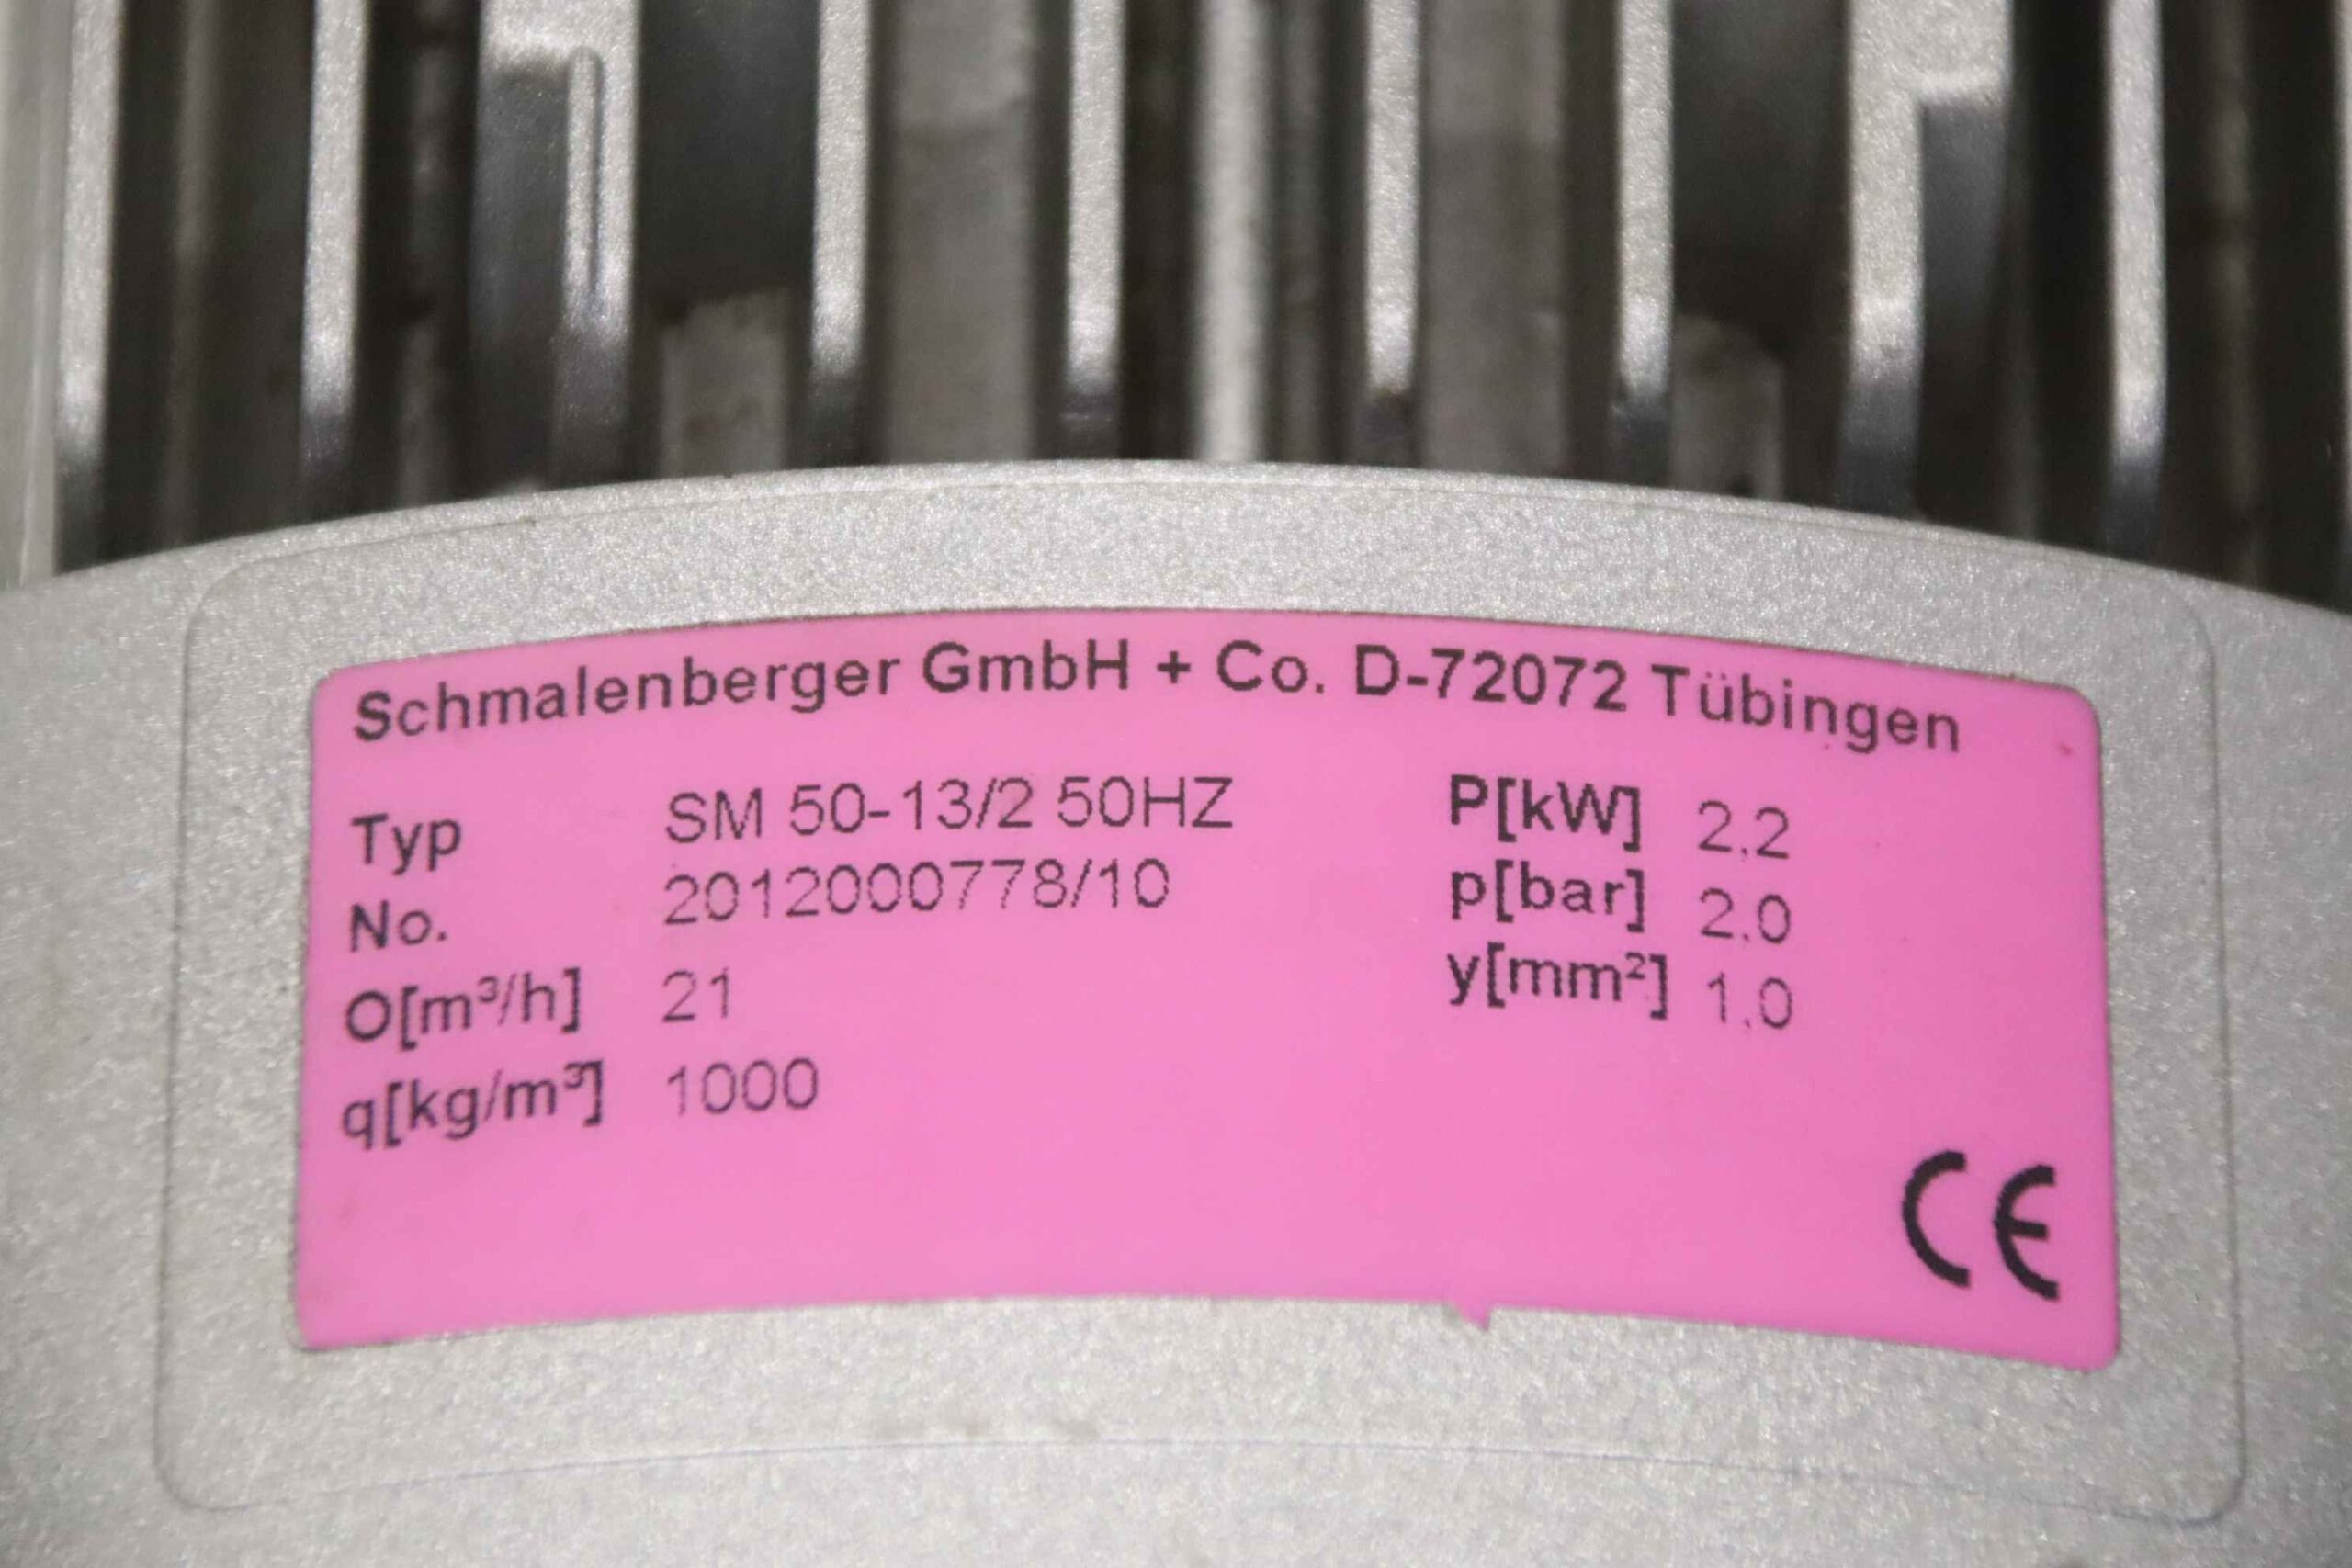 Schmalenberger GmbH + Co. D-72072 Tübingen
Typ SM 50-13/2 50HZ P[kW] 2.2
No. 2012000778/10 p[bar] 2.0
O[m³/h] 21 y[mm²] 1.0
q[kg/m³] 1000
CE